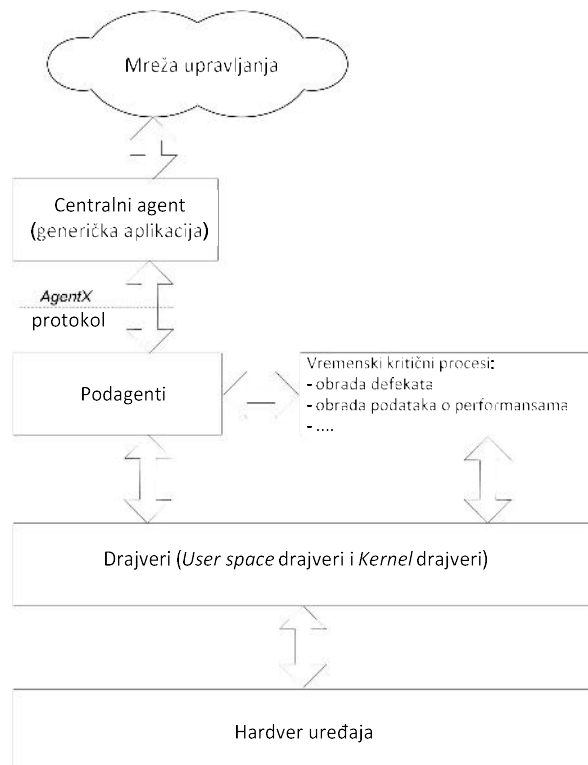 Mreža upravljanja
Centralni agent
(generička aplikacija)
AgentX
protokol
Podagenti
Vremenski kritični procesi:
- obrada defekata
- obrada podataka o performansama
- ....
Drajveri (User space drajveri i Kernel drajveri)
Hardver uređaja